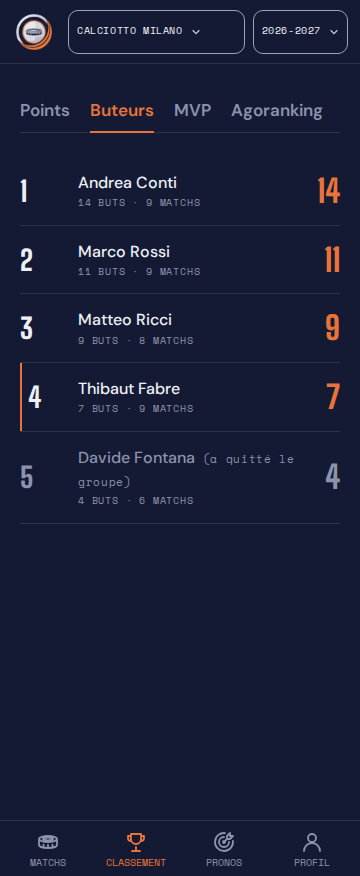 CALCIOTTO MILANO
2026-2027
Points Buteurs MVP Agoranking
1 Andrea Conti 14
14 BUTS · 9 MATCHS
2 Marco Rossi 11
11 BUTS · 9 MATCHS
3 Matteo Ricci 9
9 BUTS · 8 MATCHS
4 Thibaut Fabre 7
7 BUTS · 9 MATCHS
5 Davide Fontana (a quitté le
groupe) 4
4 BUTS · 6 MATCHS
MATCHS CLASSEMENT PRONOS PROFIL